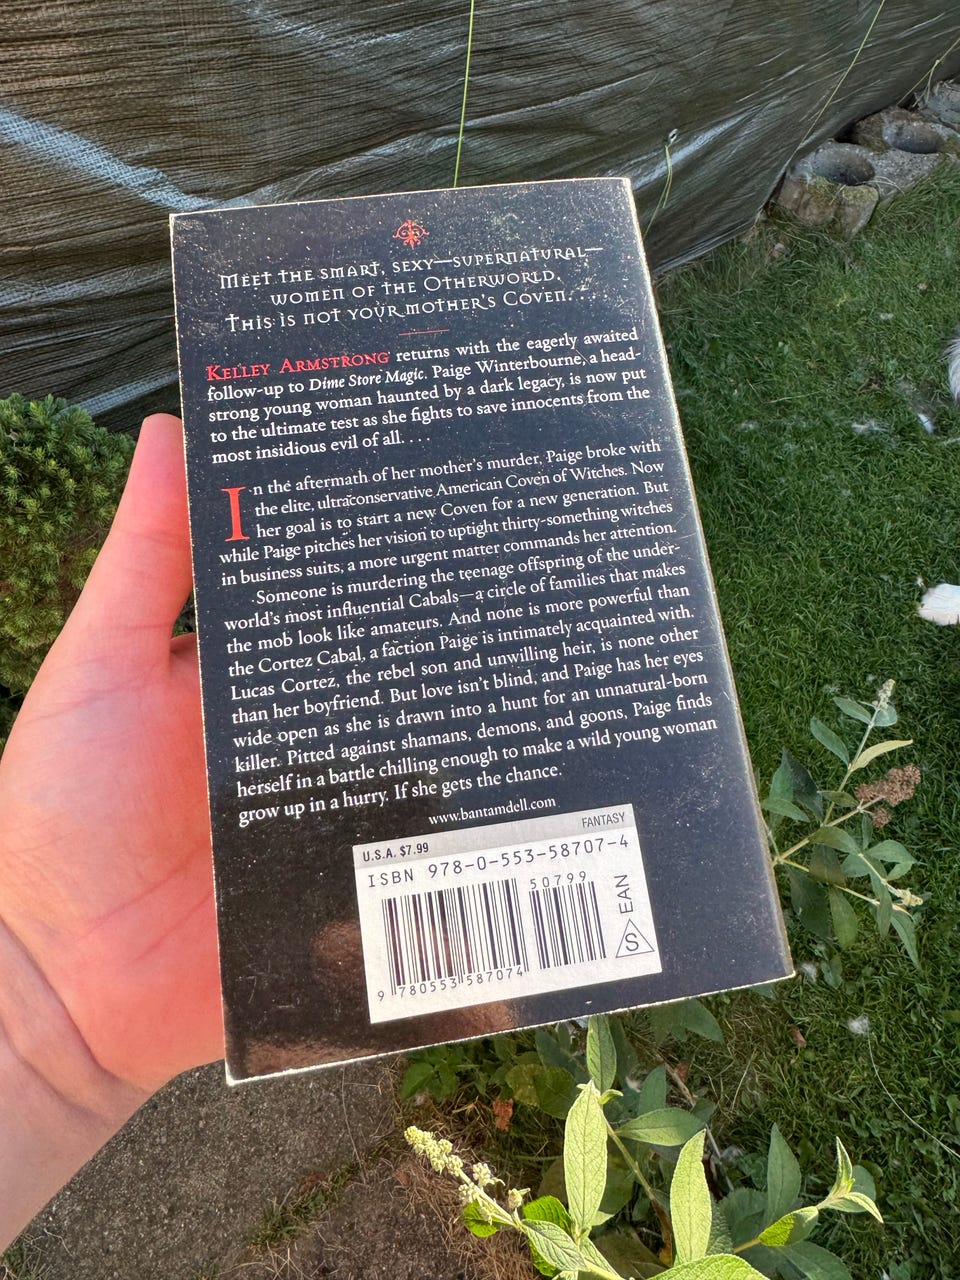 Meet the smart, sexy—supernatural—
women of the Otherworld.
This is not your mother's Coven. . .
Kelley Armstrong returns with the eagerly awaited
follow-up to Dime Store Magic. Paige Winterbourne, a head-
strong young woman haunted by a dark legacy, is now put
to the ultimate test as she fights to save innocents from the
most insidious evil of all. . . .
In the aftermath of her mother's murder, Paige broke with
the elite, ultraconservative American Coven of Witches. Now
her goal is to start a new Coven for a new generation. But
while Paige pitches her vision to uptight thirty-something witches
in business suits, a more urgent matter commands her attention.
Someone is murdering the teenage offspring of the under-
world's most influential Cabals—a circle of families that makes
the mob look like amateurs. And none is more powerful than
the Cortez Cabal, a faction Paige is intimately acquainted with.
Lucas Cortez, the rebel son and unwilling heir, is none other
than her boyfriend. But love isn't blind, and Paige has her eyes
wide open as she is drawn into a hunt for an unnatural-born
killer. Pitted against shamans, demons, and goons, Paige finds
herself in a battle chilling enough to make a wild young woman
grow up in a hurry. If she gets the chance.
www.bantamdell.com
U.S.A. $7.99 FANTASY
ISBN 978-0-553-58707-4
50799
9 780553 587074
S EAN